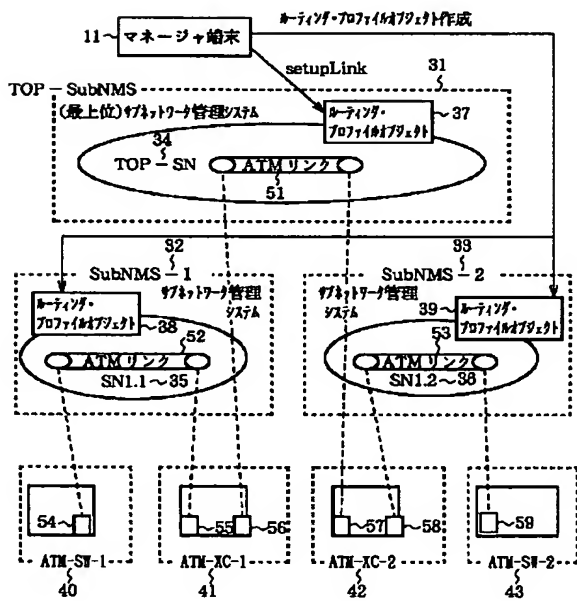 ルーティング・プロファイルオブジェクト作成
11
マネージャ端末
setupLink
31
TOP－SubNMS
(最上位)サブネットワーク管理システム
ルーティング・
プロファイルオブジェクト
37
34
TOP－SN
ATMリンク
51
32
33
SubNMS－1
SubNMS－2
サブネットワーク管理
システム
サブネットワーク管理
システム
ルーティング・
プロファイルオブジェクト
38
39
ルーティング・
プロファイルオブジェクト
52
ATMリンク
SN1.1～35
53
ATMリンク
SN1.2～36
54
55
56
57
58
59
ATM-SW-1
ATM-XC-1
ATM-XC-2
ATM-SW-2
40
41
42
43